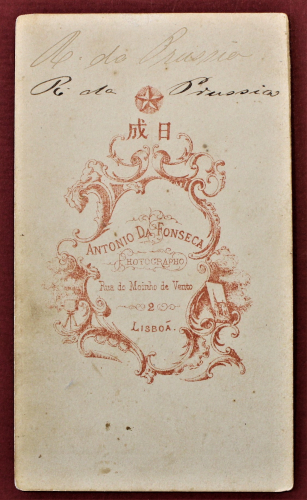 R. da Prussia
R. da Prussia
成日
ANTONIO DA FONSECA
PHOTOGRAPHO
Rua do Moinho de Vento
2
LISBOA.